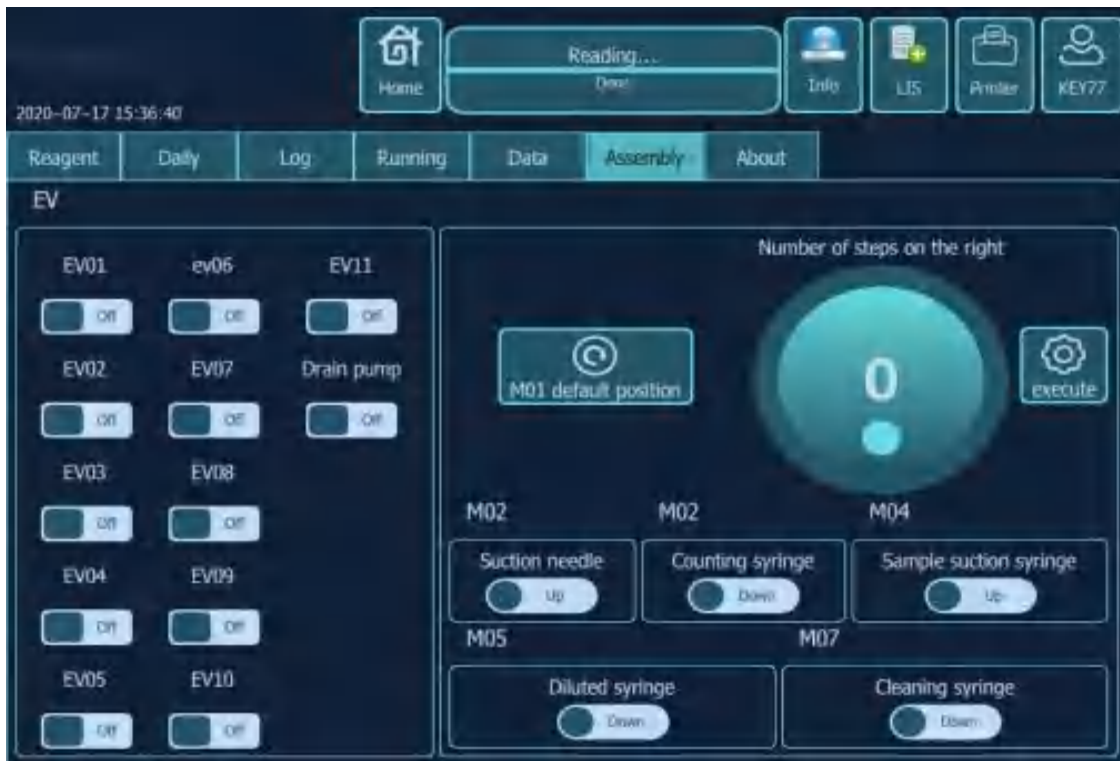 Reading...
Home
Door
Info
LIS
Printer
KEY77
2020-07-17 15:36:40
Reagent Daily Log Running Data Assembly About
EV
EV01 ev06 EV11
Off Off Off
EV02 EV07 Drain pump
Off Off Off
EV03 EV08
Off Off
EV04 EV09
Off Off
EV05 EV10
Off Off
Number of steps on the right
M01 default position
0
execute
M02 M02 M04
Suction needle Counting syringe Sample suction syringe
Up Down Up
M05 M07
Diluted syringe Cleaning syringe
Down Down